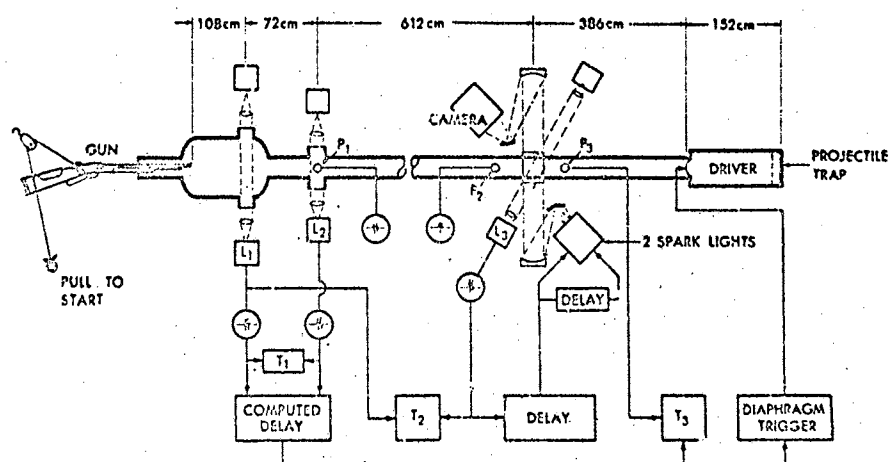 108cm
72cm
612cm
386cm
152cm
GUN
CAMERA
P1
P2
P3
DRIVER
PROJECTILE
TRAP
L1
L2
L3
2 SPARK LIGHTS
PULL TO
START
DELAY
T1
COMPUTED
DELAY
T2
DELAY
T3
DIAPHRAGM
TRIGGER